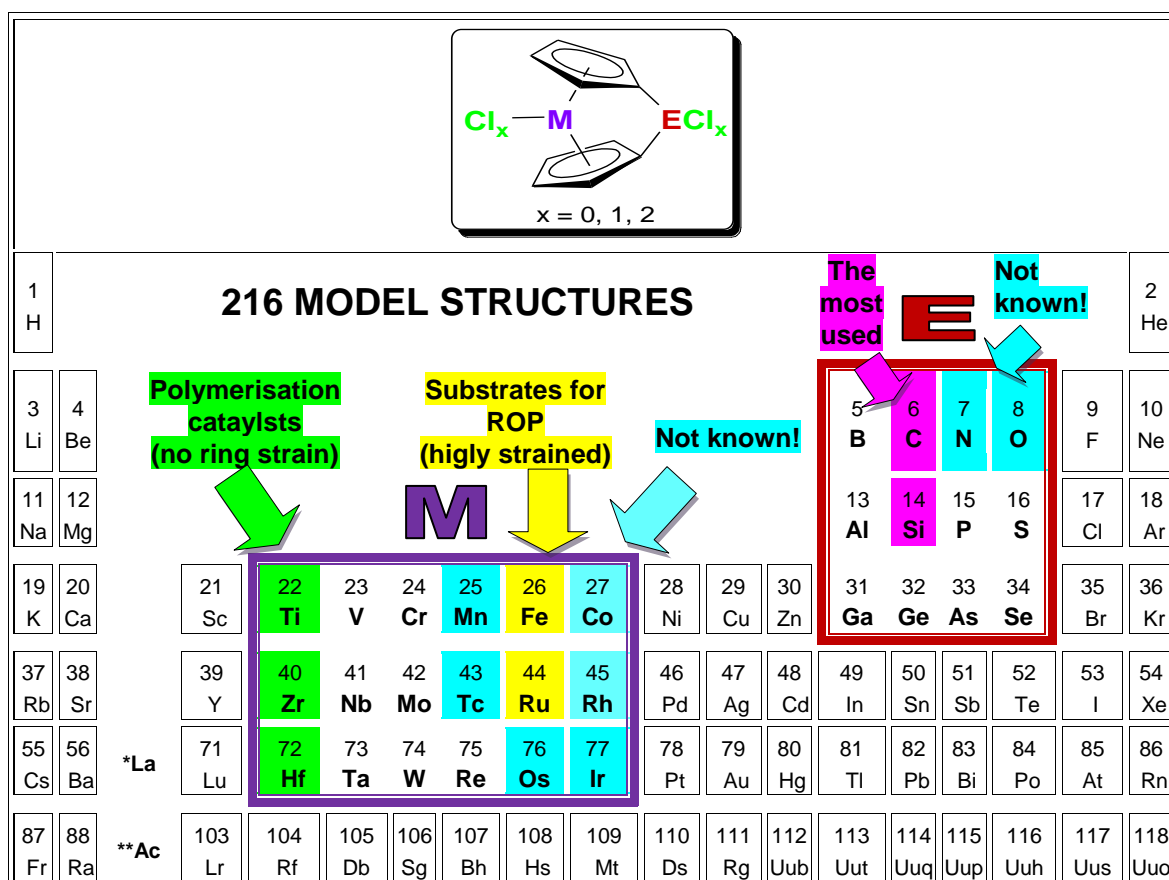 Clx M EClx
x = 0, 1, 2
216 MODEL STRUCTURES
The
most
used
E
Not
known!
1
H
2
He
Polymerisation
cataylsts
(no ring strain)
Substrates for
ROP
(higly strained)
Not known!
M
3 4 5 6 7 8 9 10
Li Be B C N O F Ne
11 12 13 14 15 16 17 18
Na Mg Al Si P S Cl Ar
19 20 21 22 23 24 25 26 27 28 29 30 31 32 33 34 35 36
K Ca Sc Ti V Cr Mn Fe Co Ni Cu Zn Ga Ge As Se Br Kr
37 38 39 40 41 42 43 44 45 46 47 48 49 50 51 52 53 54
Rb Sr Y Zr Nb Mo Tc Ru Rh Pd Ag Cd In Sn Sb Te I Xe
55 56 *La 71 72 73 74 75 76 77 78 79 80 81 82 83 84 85 86
Cs Ba Lu Hf Ta W Re Os Ir Pt Au Hg Tl Pb Bi Po At Rn
87 88 **Ac 103 104 105 106 107 108 109 110 111 112 113 114 115 116 117 118
Fr Ra Lr Rf Db Sg Bh Hs Mt Ds Rg Uub Uut Uuq Uup Uuh Uus Uuo